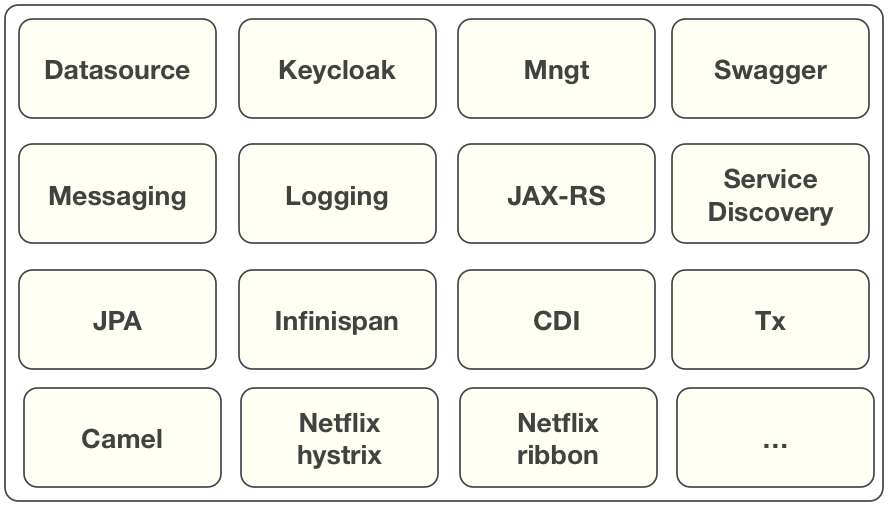 Datasource
Keycloak
Mngt
Swagger
Messaging
Logging
JAX-RS
Service
Discovery
JPA
Infinispan
CDI
Tx
Camel
Netflix
hystrix
Netflix
ribbon
...